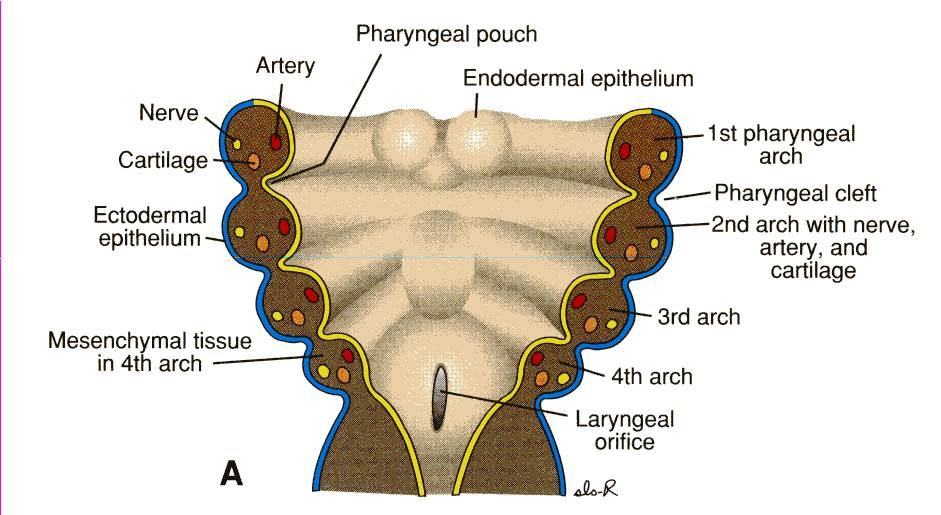 Pharyngeal pouch
Artery
Endodermal epithelium
Nerve
1st pharyngeal
arch
Cartilage
Pharyngeal cleft
Ectodermal
epithelium
2nd arch with nerve,
artery, and
cartilage
3rd arch
Mesenchymal tissue
in 4th arch
4th arch
Laryngeal
orifice
A
sls-R